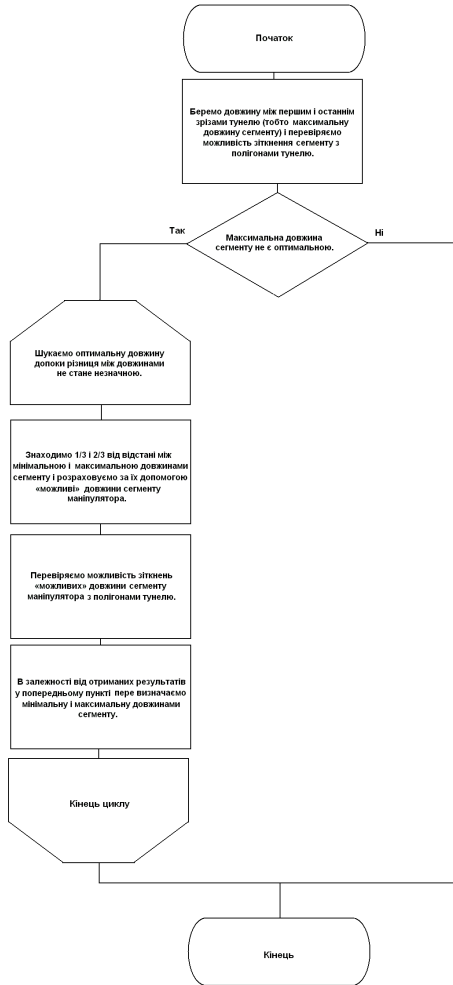 Початок
Беремо довжину між першим і останнім
зрізами тунелю (тобто максимальну
довжину сегменту) і перевіряємо
можливість зіткнення сегменту з
полігонами тунелю.
Так
Ні
Максимальна довжина
сегменту не є оптимальною.
Шукаємо оптимальну довжину
допоки різниця між довжинами
не стане незначною.
Знаходимо 1/3 і 2/3 від відстані між
мінімальною і максимальною довжинами
сегменту і розраховуємо за їх допомогою
«можливі» довжини сегменту
маніпулятора.
Перевіряємо можливість зіткнень
«можливих» довжини сегменту
маніпулятора з полігонами тунелю.
В залежності від отриманих результатів
у попередньому пункті пере визначаємо
мінімальну і максимальну довжинами
сегменту.
Кінець циклу
Кінець